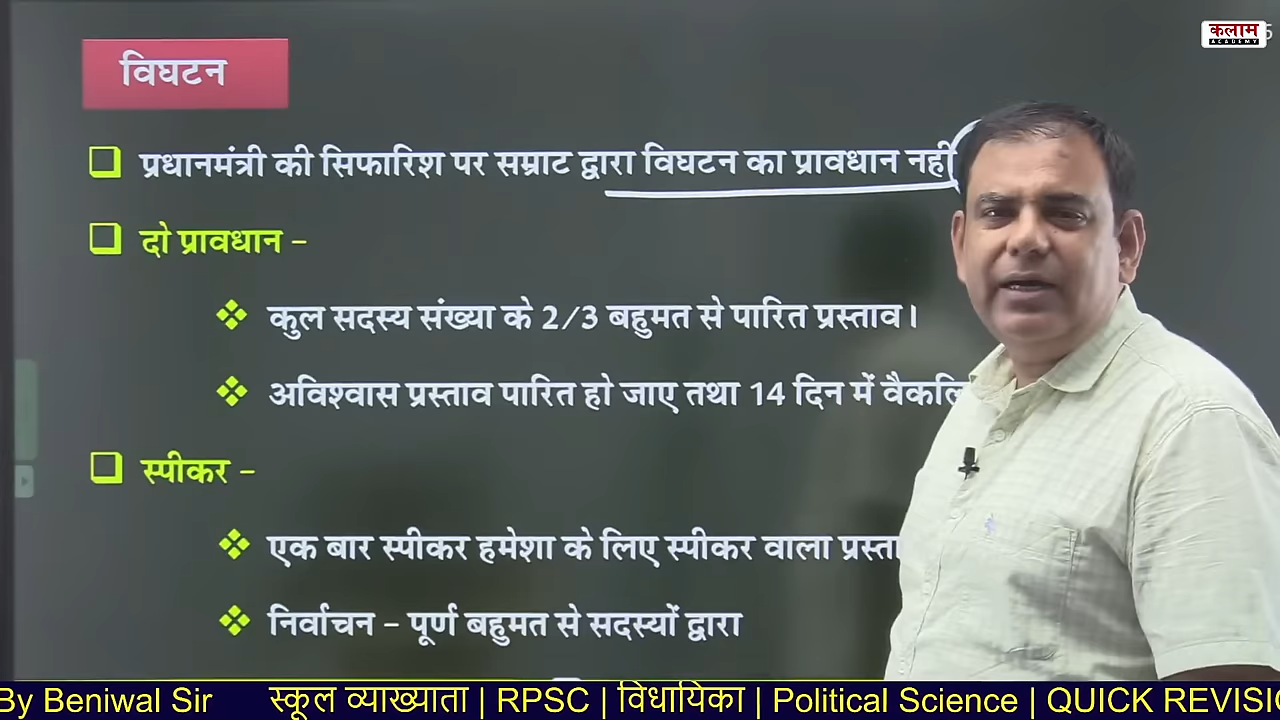 कलाम
ACADEMY
विघटन
प्रधानमंत्री की सिफारिश पर सम्राट द्वारा विघटन का प्रावधान नहीं
दो प्रावधान –
कुल सदस्य संख्या के 2/3 बहुमत से पारित प्रस्ताव।
अविश्वास प्रस्ताव पारित हो जाए तथा 14 दिन में
स्पीकर –
एक बार स्पीकर हमेशा के लिए स्पीकर वाला
निर्वाचन – पूर्ण बहुमत से सदस्यों द्वारा
By Beniwal Sir स्कूल व्याख्याता | RPSC | विधायिका | Political Science | QUICK